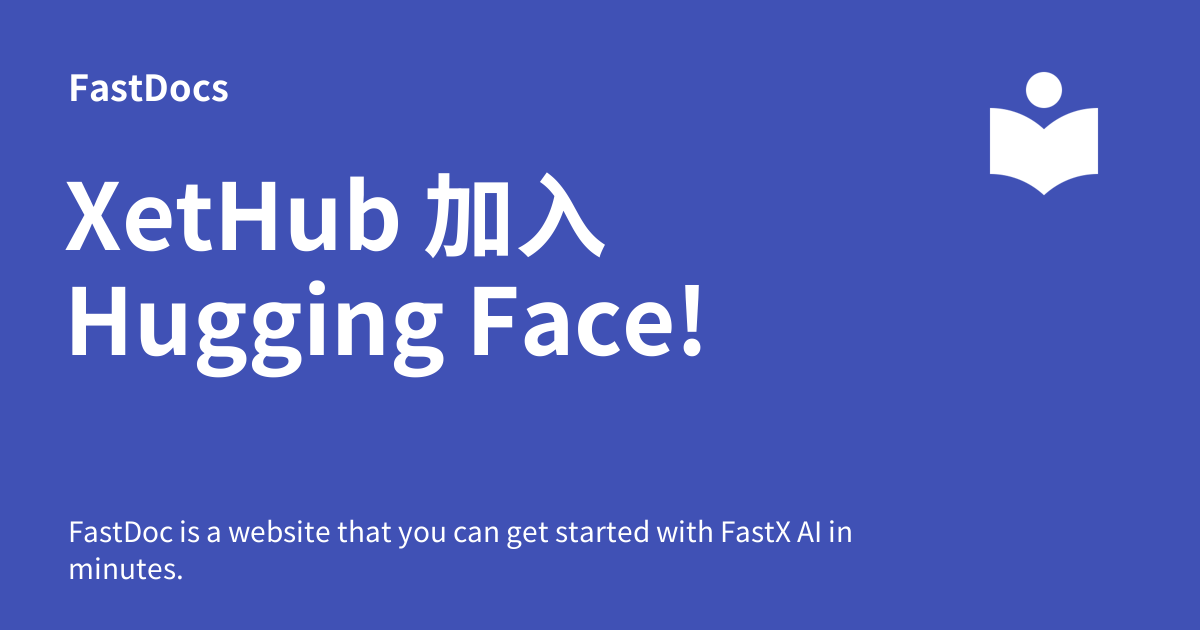 FastDocs
XetHub 加入
Hugging Face!
FastDoc is a website that you can get started with FastX AI in
minutes.